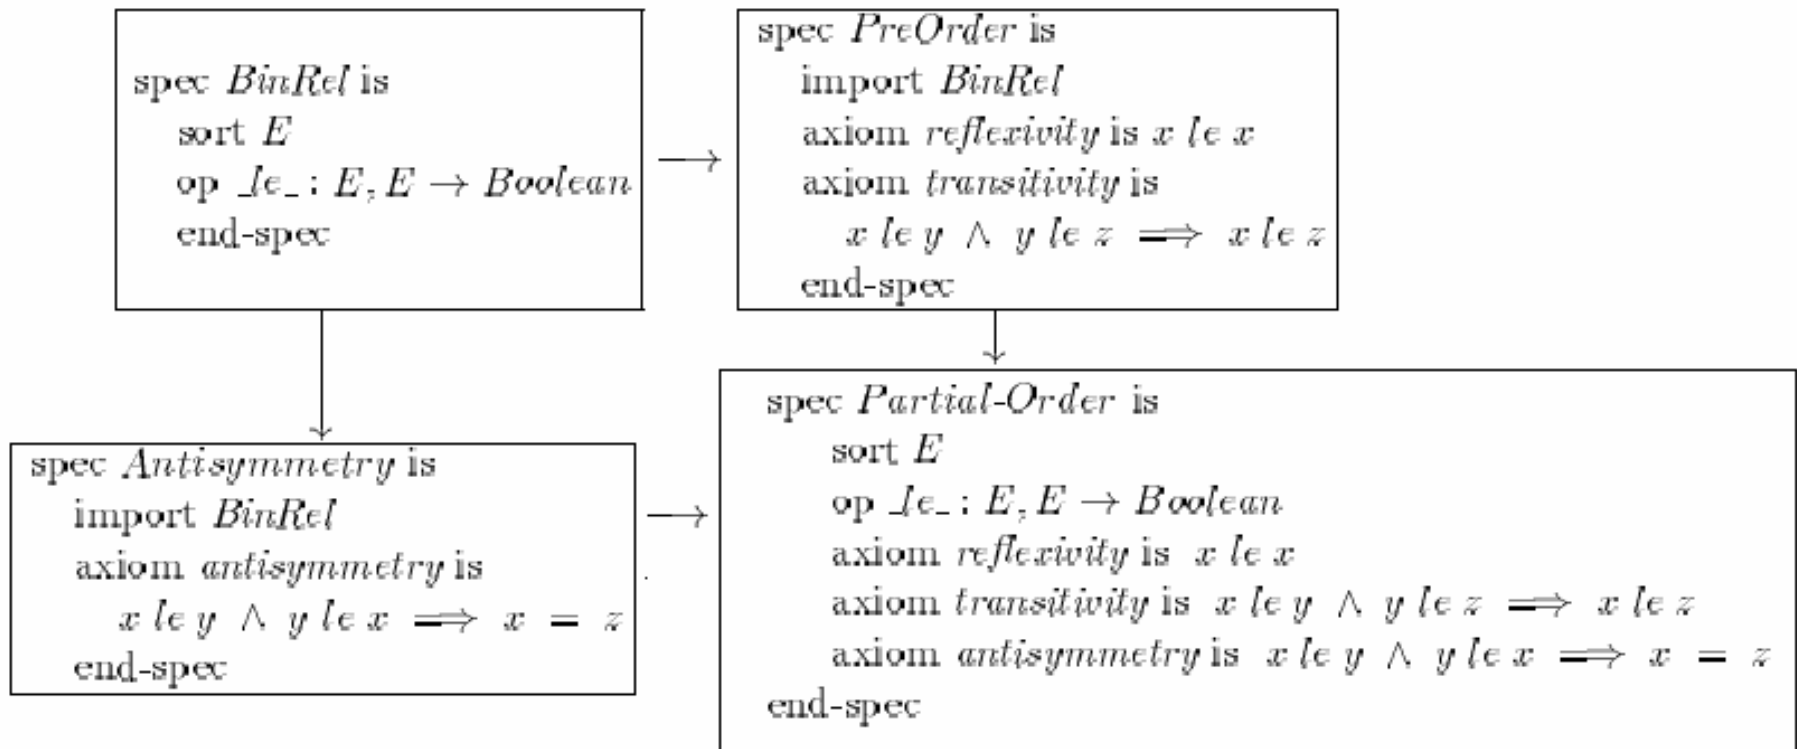 spec BinRel is
sort E
op _le_ : E, E → Boolean
end-spec
spec PreOrder is
import BinRel
axiom reflexivity is x le x
axiom transitivity is
x le y ∧ y le z ⟹ x le z
end-spec
spec Antisymmetry is
import BinRel
axiom antisymmetry is
x le y ∧ y le x ⟹ x = z
end-spec
spec Partial-Order is
sort E
op _le_ : E, E → Boolean
axiom reflexivity is x le x
axiom transitivity is x le y ∧ y le z ⟹ x le z
axiom antisymmetry is x le y ∧ y le x ⟹ x = z
end-spec